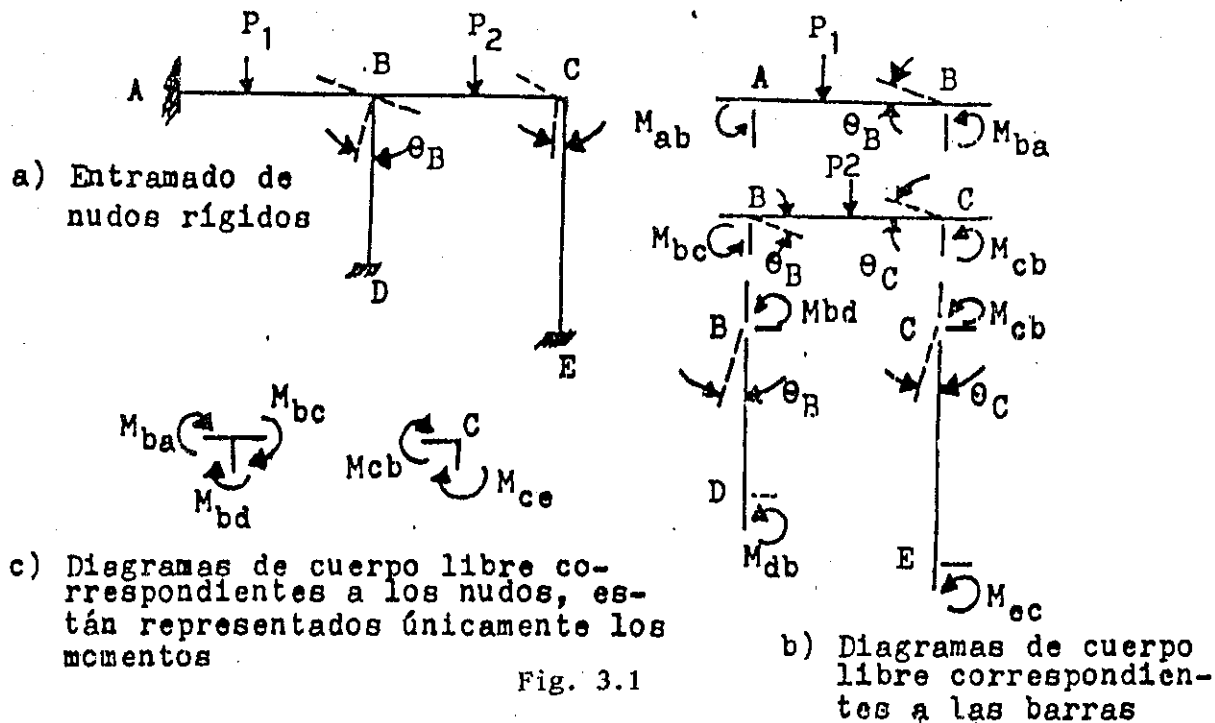 P1
P2
A
B
C
θB
D
E
a) Entramado de
nudos rígidos
Mba
Mbc
Mbd
C
Mcb
Mce
c) Diagramas de cuerpo libre co-
rrespondientes a los nudos, es-
tán representados únicamente los
momentos
Fig. 3.1
P1
A
B
Mab
θB
Mba
P2
B
C
Mbc
θB
θC
Mcb
B
Mbd
θB
D
Mdb
C
Mcb
θC
E
Mec
b) Diagramas de cuerpo
libre correspondien-
tes a las barras